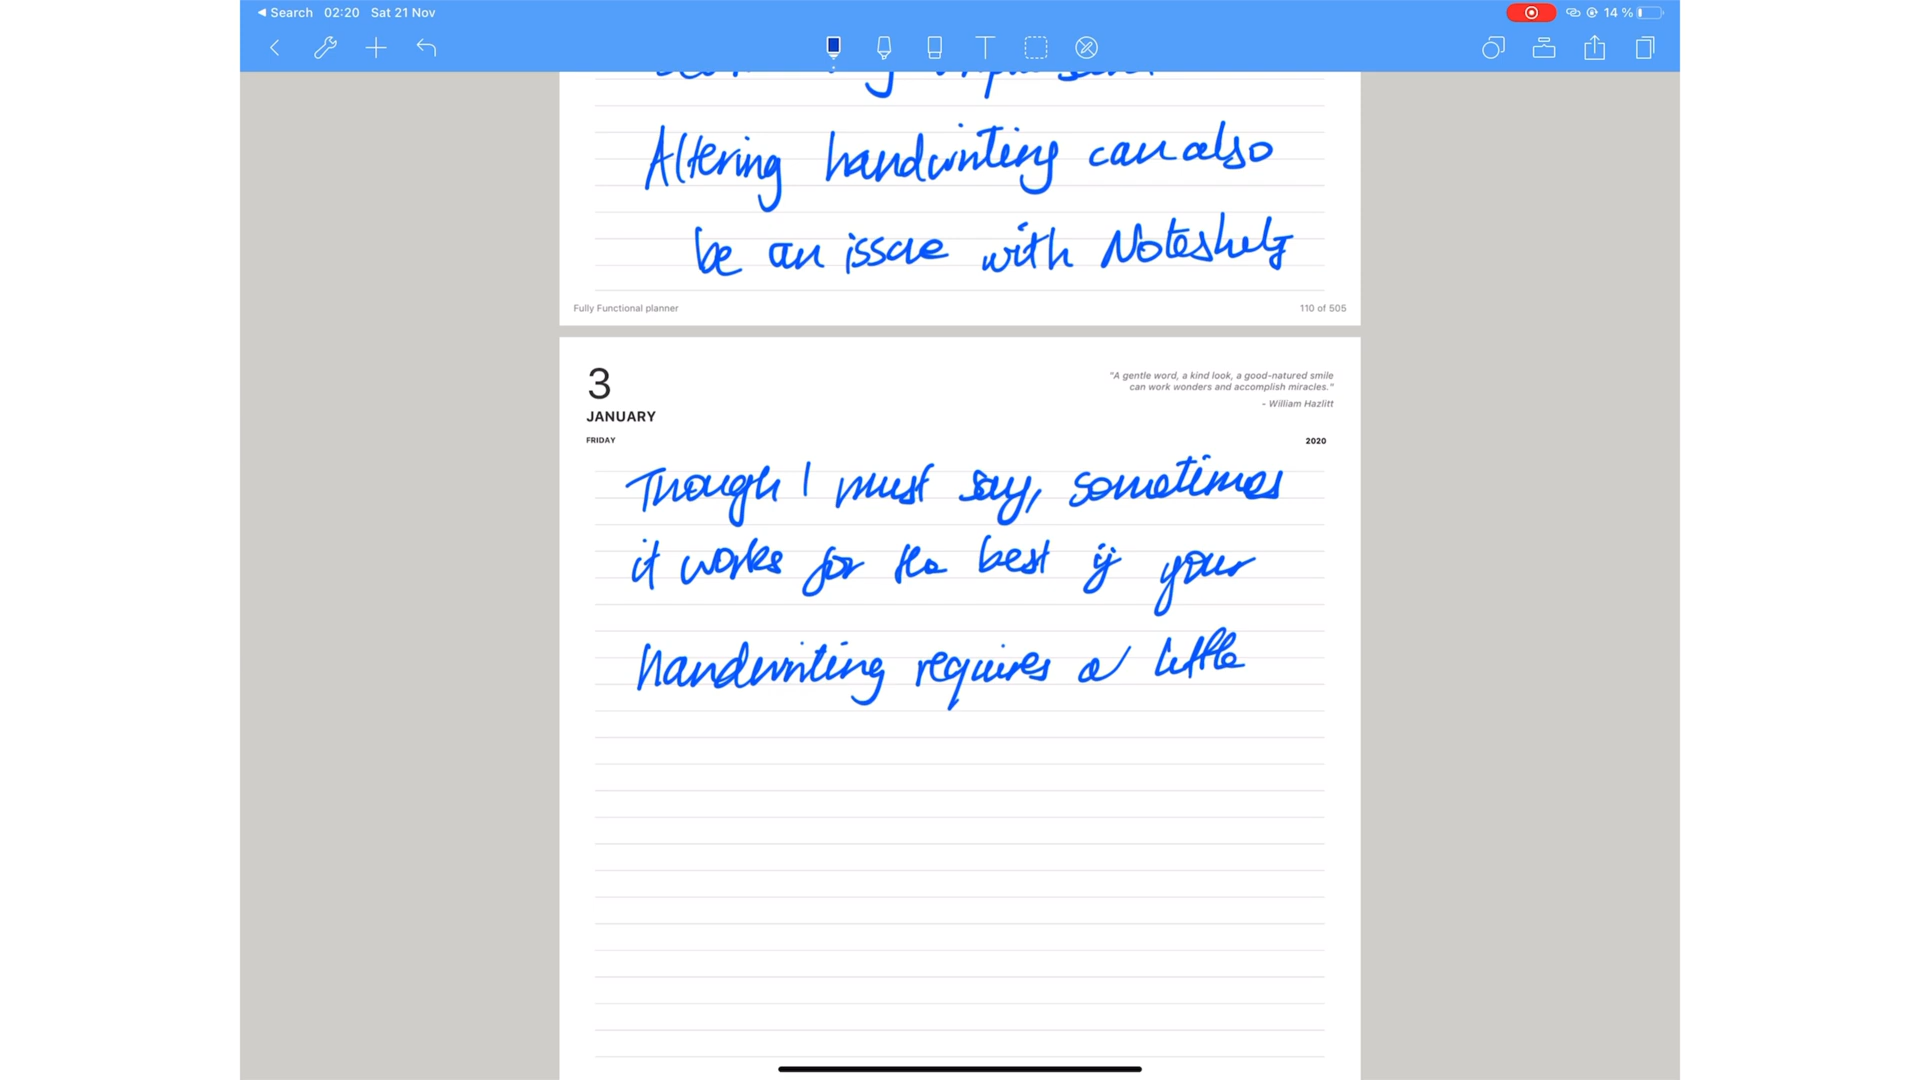 Search 02:20 Sat 21 Nov
14 %
Altering handwriting can also
be an issue with Noteshelf
Fully Functional planner
110 of 505
3
JANUARY
FRIDAY
"A gentle word, a kind look, a good-natured smile
can work wonders and accomplish miracles."
- William Hazlitt
2020
Though I must say, sometimes
it works for the best if your
handwriting requires a little